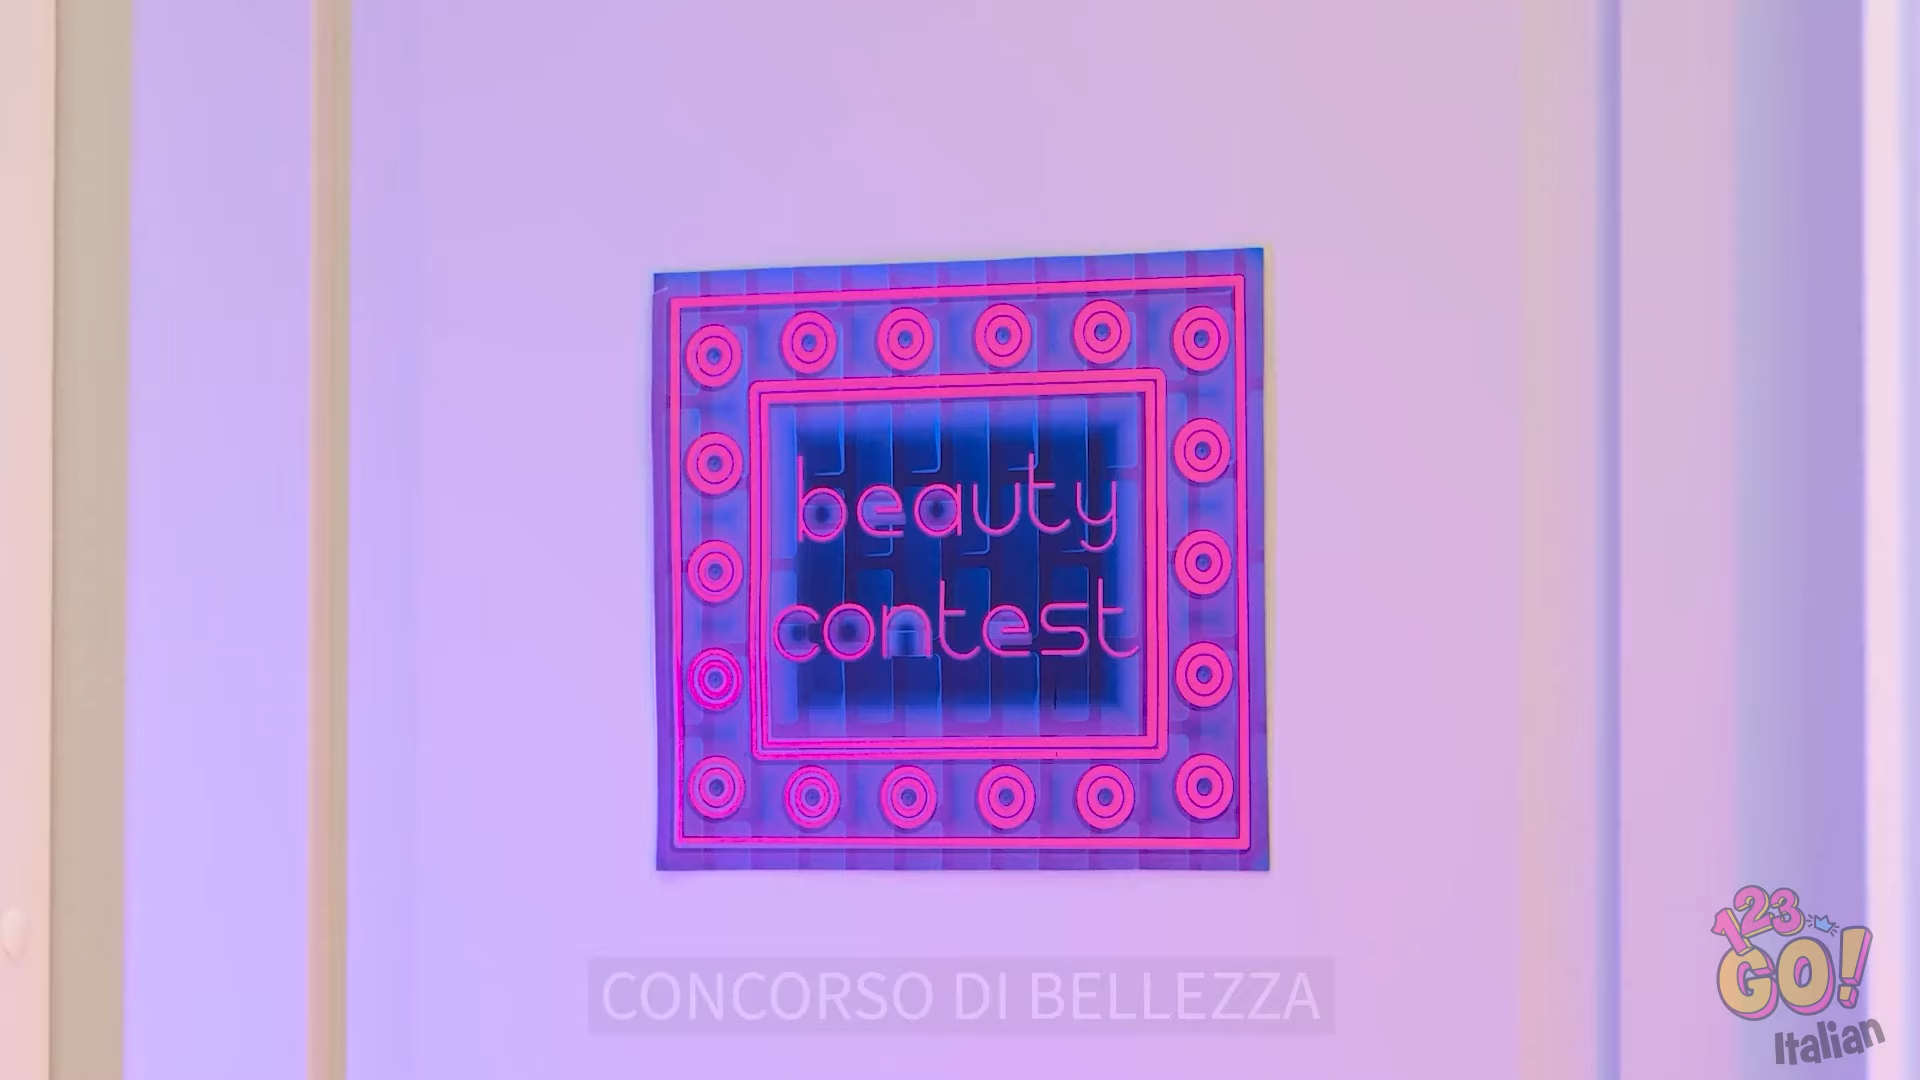 beauty
contest
CONCORSO DI BELLEZZA
123
GO!
Italian